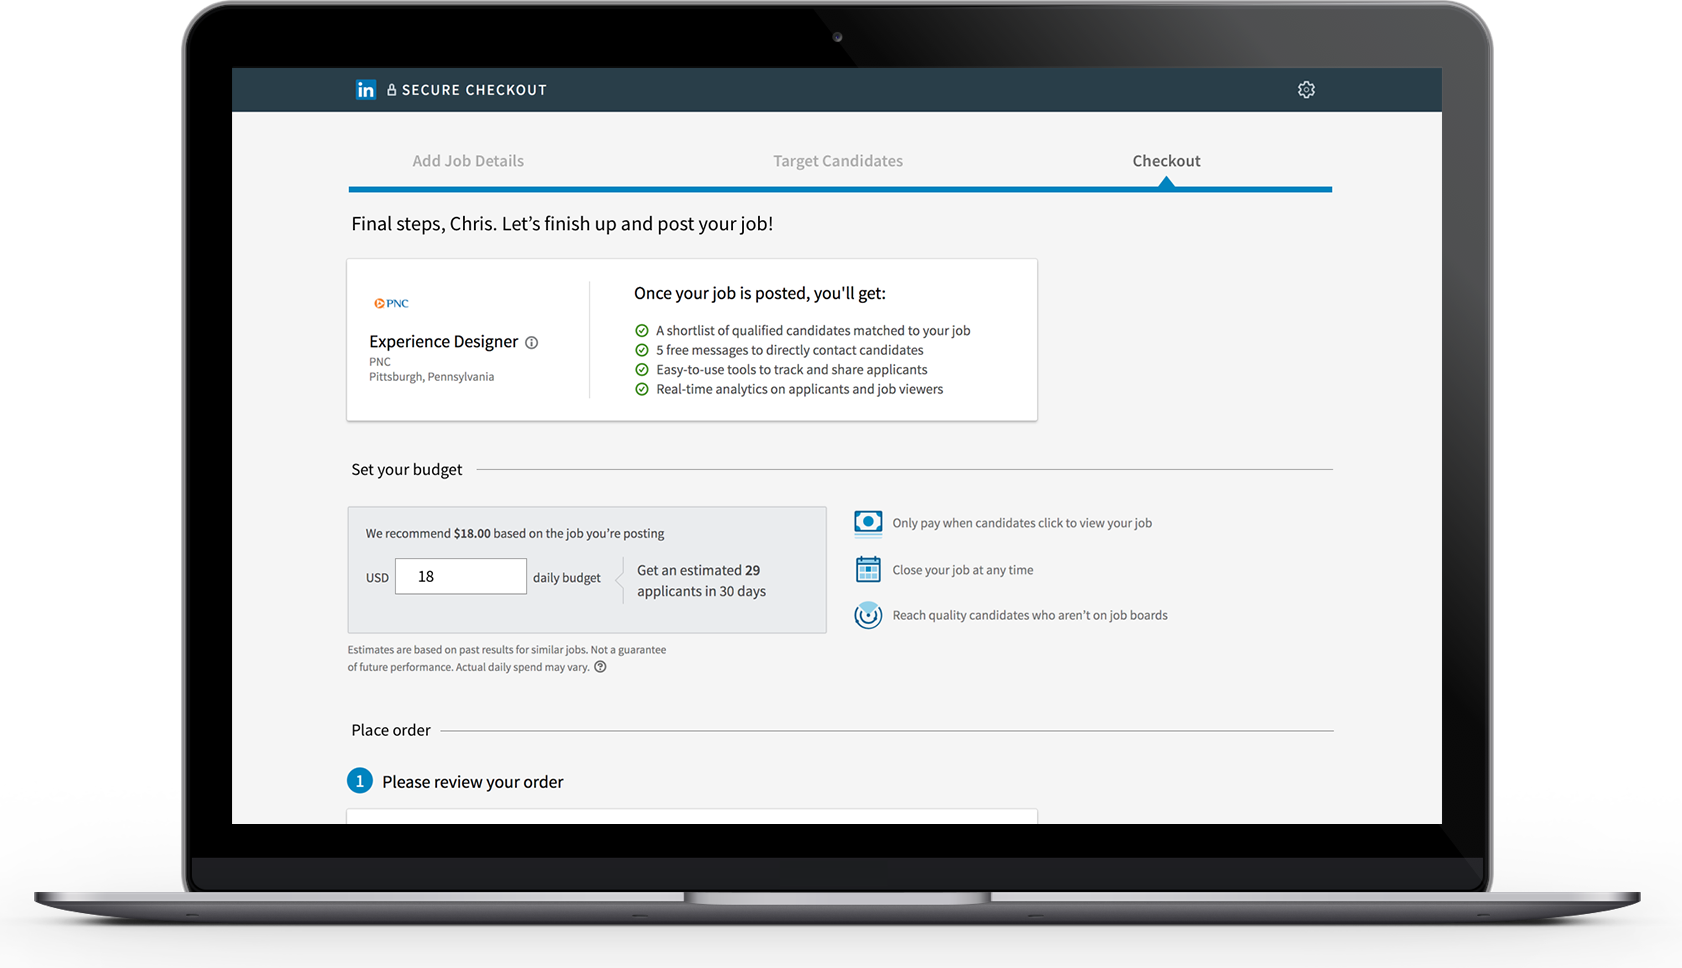 in SECURE CHECKOUT
Add Job Details
Target Candidates
Checkout
Final steps, Chris. Let’s finish up and post your job!
PNC
Experience Designer
PNC
Pittsburgh, Pennsylvania
Once your job is posted, you'll get:
A shortlist of qualified candidates matched to your job
5 free messages to directly contact candidates
Easy-to-use tools to track and share applicants
Real-time analytics on applicants and job viewers
Set your budget
We recommend $18.00 based on the job you’re posting
USD 18 daily budget
Get an estimated 29
applicants in 30 days
Estimates are based on past results for similar jobs. Not a guarantee
of future performance. Actual daily spend may vary.
Only pay when candidates click to view your job
Close your job at any time
Reach quality candidates who aren’t on job boards
Place order
1 Please review your order